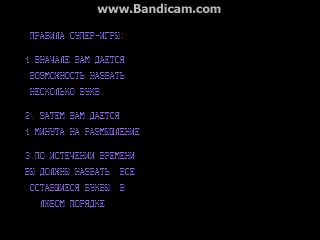 www.Bandicam.com
ПРАВИЛА СУПЕР-ИГРЫ:
1.ВНАЧАЛЕ ВАМ ДАЕТСЯ
ВОЗМОЖНОСТЬ НАЗВАТЬ
НЕСКОЛЬКО БУКВ.
2. ЗАТЕМ ВАМ ДАЕТСЯ
1 МИНУТА НА РАЗМЫШЛЕНИЕ
3.ПО ИСТЕЧЕНИИ ВРЕМЕНИ
ВЫ ДОЛЖНЫ НАЗВАТЬ ВСЕ
ОСТАВШИЕСЯ БУКВЫ В
ЛЮБОМ ПОРЯДКЕ